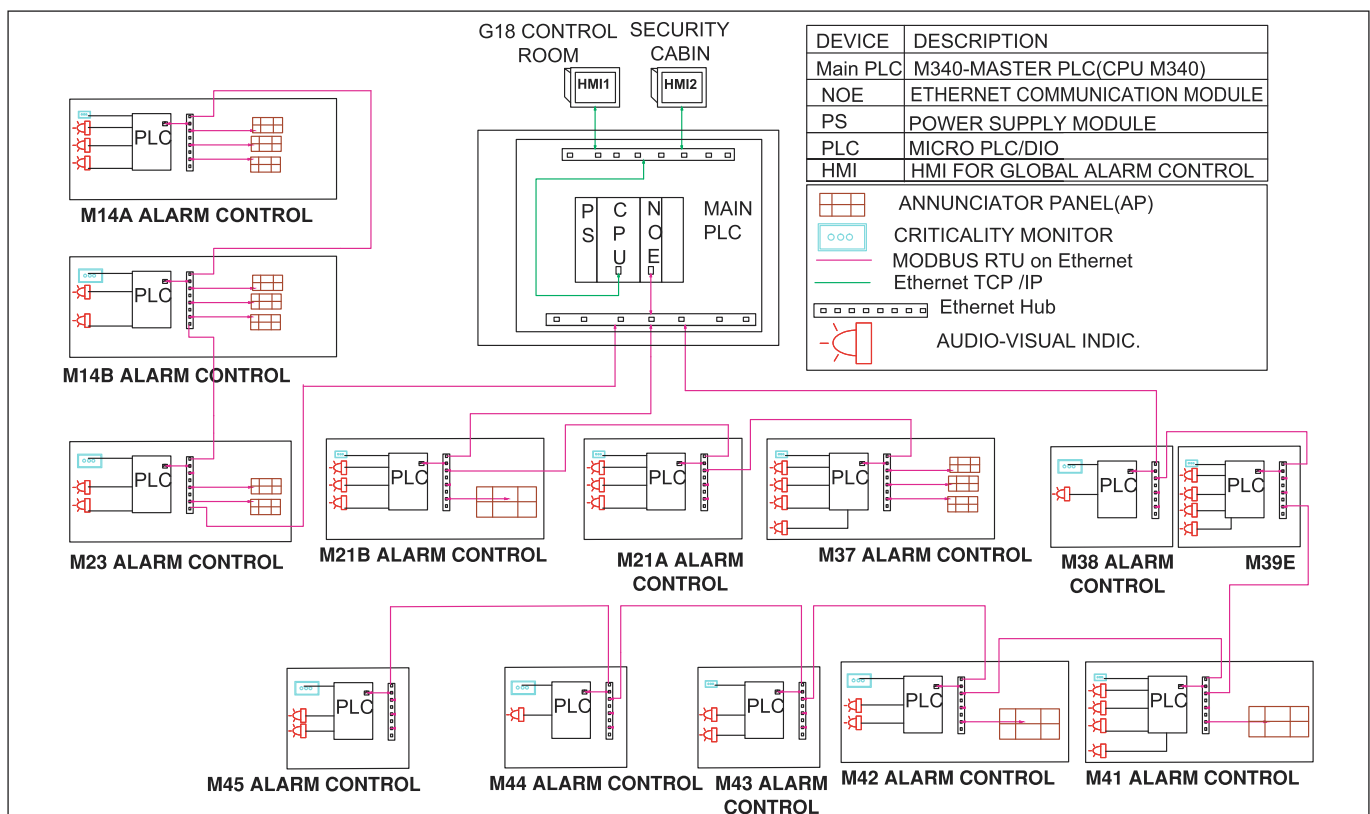 G18 CONTROL
ROOM
SECURITY
CABIN
HMI1
HMI2
DEVICE DESCRIPTION
Main PLC M340-MASTER PLC(CPU M340)
NOE ETHERNET COMMUNICATION MODULE
PS POWER SUPPLY MODULE
PLC MICRO PLC/DIO
HMI HMI FOR GLOBAL ALARM CONTROL
ANNUNCIATOR PANEL(AP)
CRITICALITY MONITOR
MODBUS RTU on Ethernet
Ethernet TCP /IP
Ethernet Hub
AUDIO-VISUAL INDIC.
PS
CPU
NOE
MAIN
PLC
PLC
M14A ALARM CONTROL
PLC
M14B ALARM CONTROL
PLC
M23 ALARM CONTROL
PLC
M21B ALARM CONTROL
PLC
M21A ALARM
CONTROL
PLC
M37 ALARM CONTROL
PLC
M38 ALARM
CONTROL
PLC
M39E
PLC
M45 ALARM CONTROL
PLC
M44 ALARM CONTROL
PLC
M43 ALARM
CONTROL
PLC
M42 ALARM CONTROL
PLC
M41 ALARM CONTROL